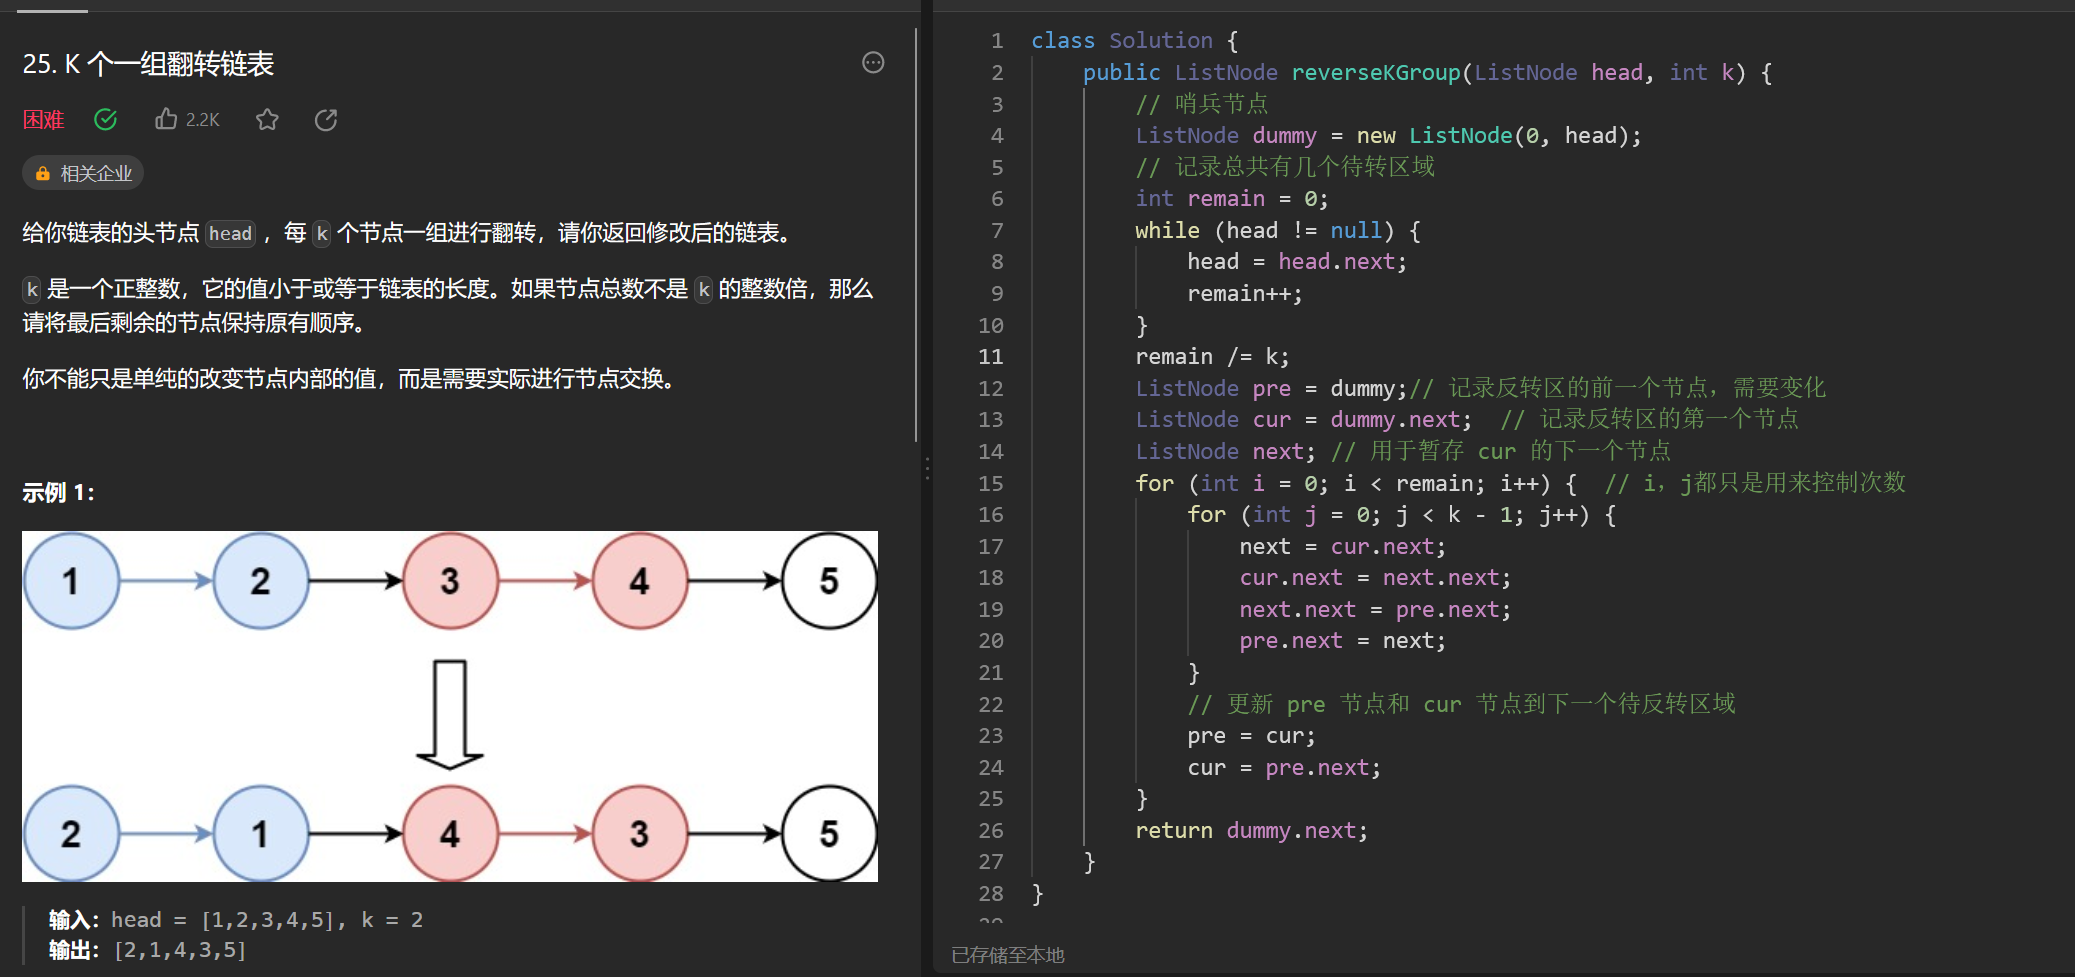 25. K 个一组翻转链表
困难
2.2K
相关企业
给你链表的头节点 head ，每 k 个节点一组进行翻转，请你返回修改后的链表。
k 是一个正整数，它的值小于或等于链表的长度。如果节点总数不是 k 的整数倍，那么
请将最后剩余的节点保持原有顺序。
你不能只是单纯的改变节点内部的值，而是需要实际进行节点交换。
示例 1：
1 2 3 4 5
2 1 4 3 5
输入：head = [1,2,3,4,5], k = 2
输出：[2,1,4,3,5]
1 class Solution {
2 public ListNode reverseKGroup(ListNode head, int k) {
3 // 哨兵节点
4 ListNode dummy = new ListNode(0, head);
5 // 记录总共有几个待转区域
6 int remain = 0;
7 while (head != null) {
8 head = head.next;
9 remain++;
10 }
11 remain /= k;
12 ListNode pre = dummy;// 记录反转区的前一个节点，需要变化
13 ListNode cur = dummy.next; // 记录反转区的第一个节点
14 ListNode next; // 用于暂存 cur 的下一个节点
15 for (int i = 0; i < remain; i++) { // i，j都只是用来控制次数
16 for (int j = 0; j < k - 1; j++) {
17 next = cur.next;
18 cur.next = next.next;
19 next.next = pre.next;
20 pre.next = next;
21 }
22 // 更新 pre 节点和 cur 节点到下一个待反转区域
23 pre = cur;
24 cur = pre.next;
25 }
26 return dummy.next;
27 }
28 }
已存储至本地